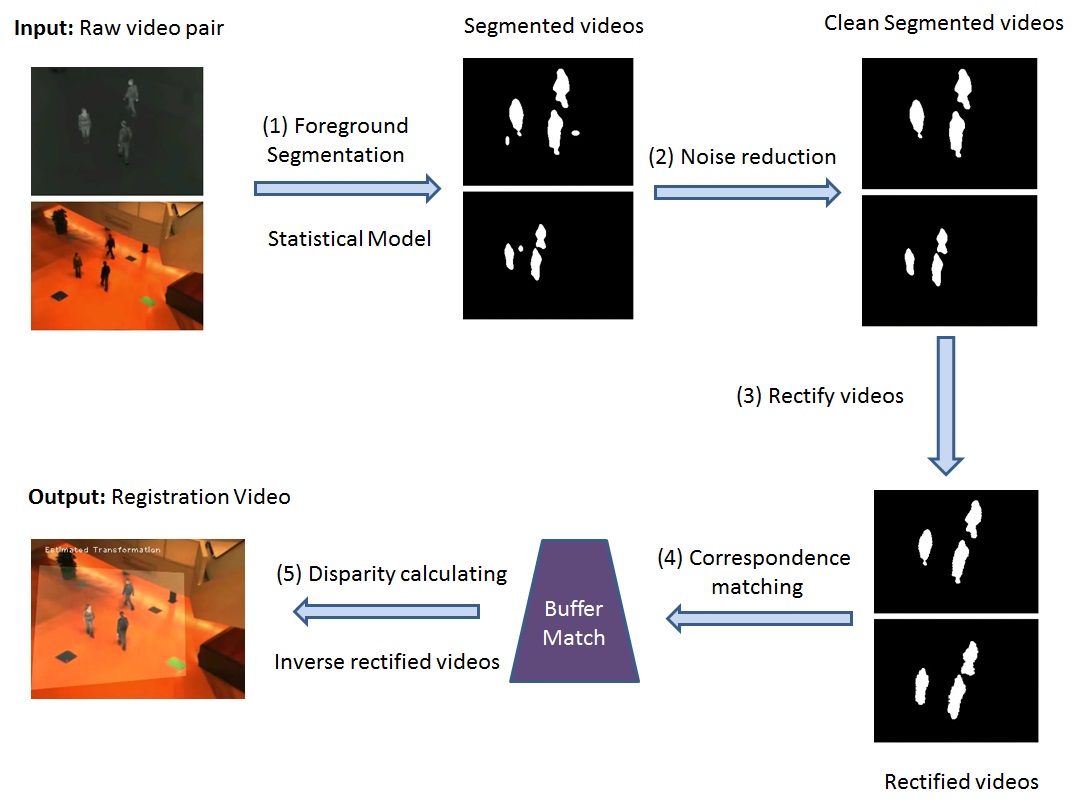 Input: Raw video pair
Segmented videos
Clean Segmented videos
(1) Foreground
Segmentation
Statistical Model
(2) Noise reduction
(3) Rectify videos
Output: Registration Video
Estimated Transformation
(5) Disparity calculating
Inverse rectified videos
Buffer
Match
(4) Correspondence
matching
Rectified videos